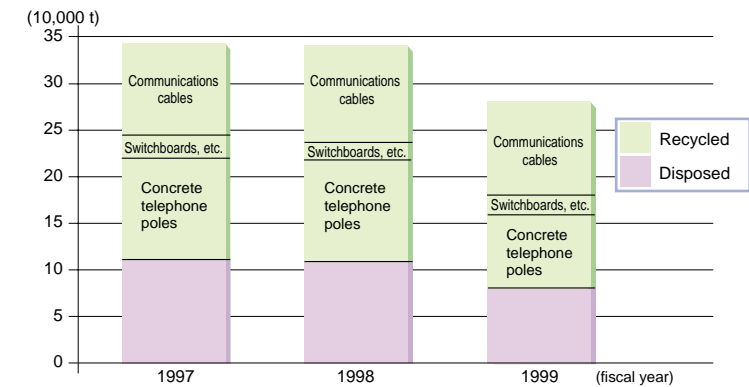 (10,000 t)
35
30
25
20
15
10
5
0
Communications
cables
Switchboards, etc.
Concrete
telephone
poles
Communications
cables
Switchboards, etc.
Concrete
telephone
poles
Communications
cables
Switchboards, etc.
Concrete
telephone
poles
Recycled
Disposed
1997 1998 1999 (fiscal year)